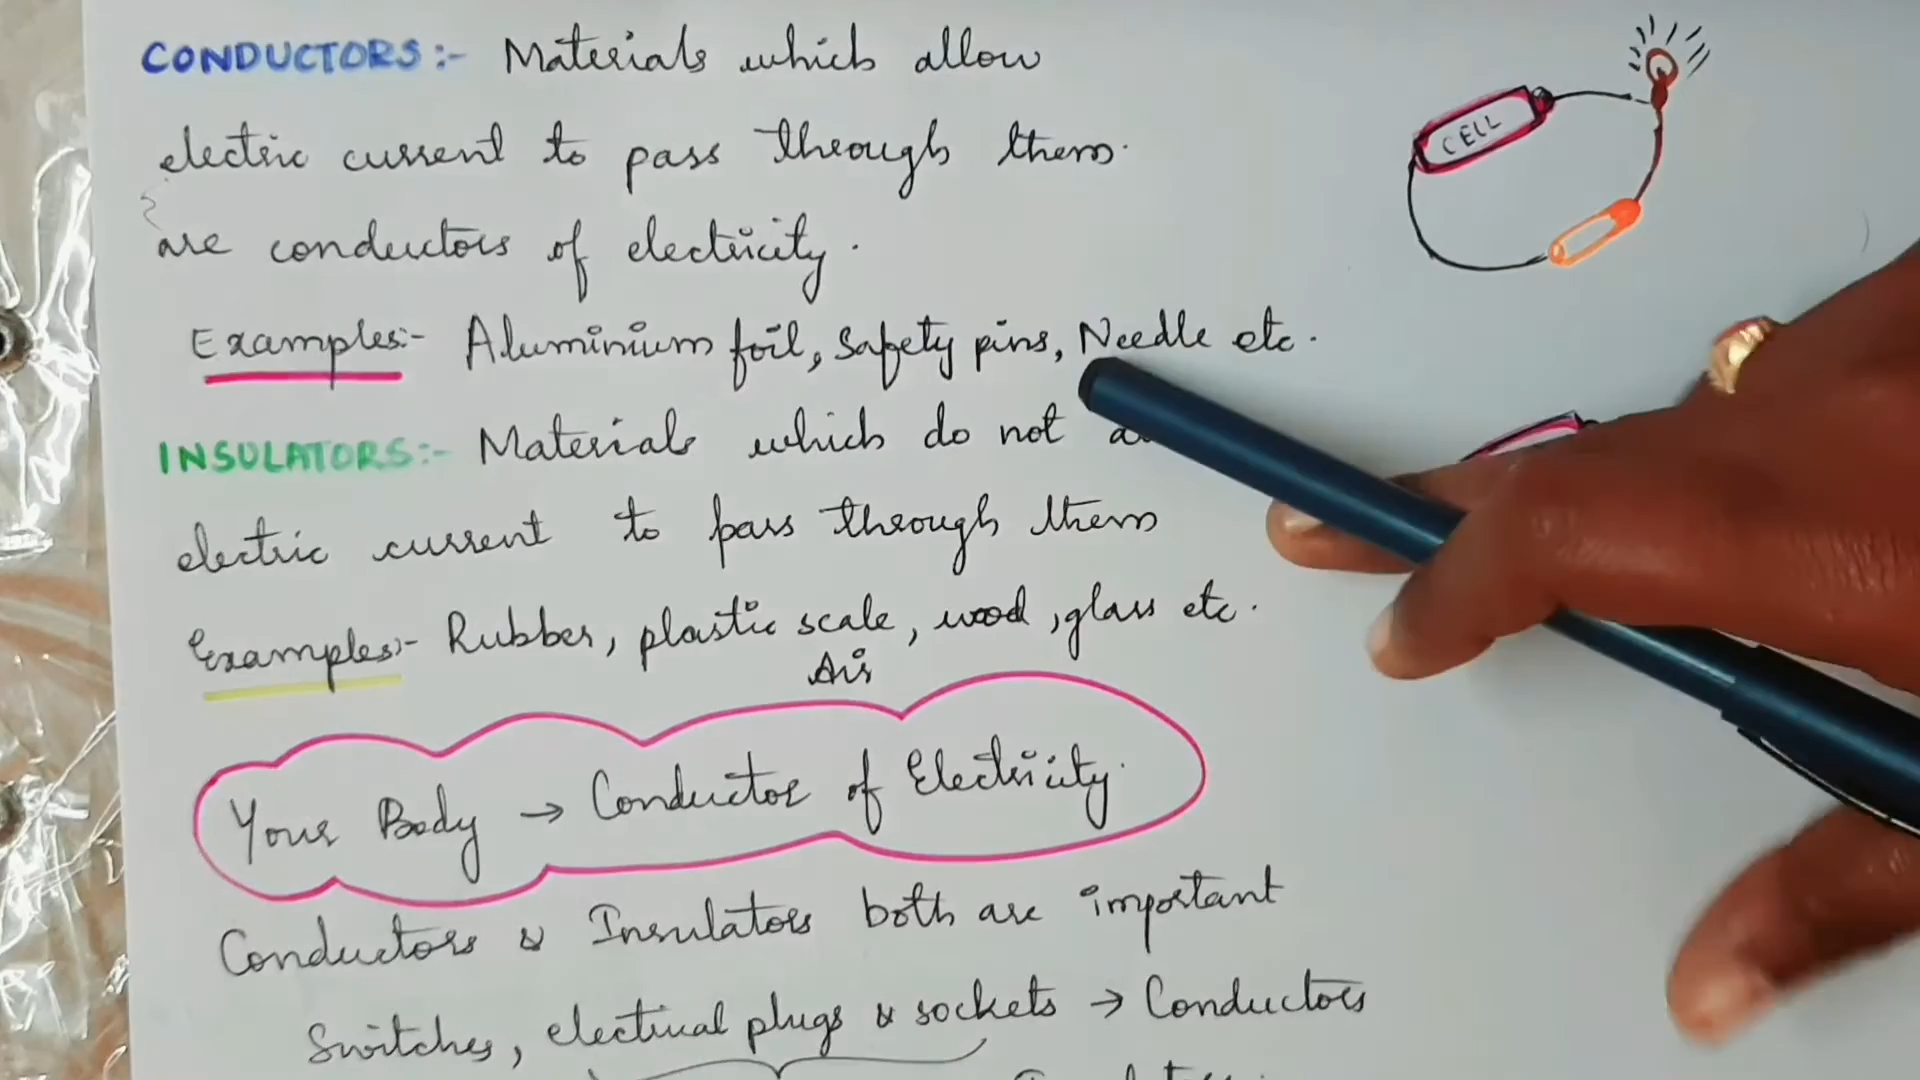 CONDUCTORS:- Materials which allow
electric current to pass through them
are conductors of electricity.
Examples:- Aluminium foil, Safety pins, Needle etc.
INSULATORS:- Materials which do not
electric current to pass through them
Examples:- Rubber, plastic scale, wood, glass etc.
Air
Your Body → Conductor of Electricity.
Conductors & Insulators both are important
Switches, electrical plugs & sockets → Conductors
CELL